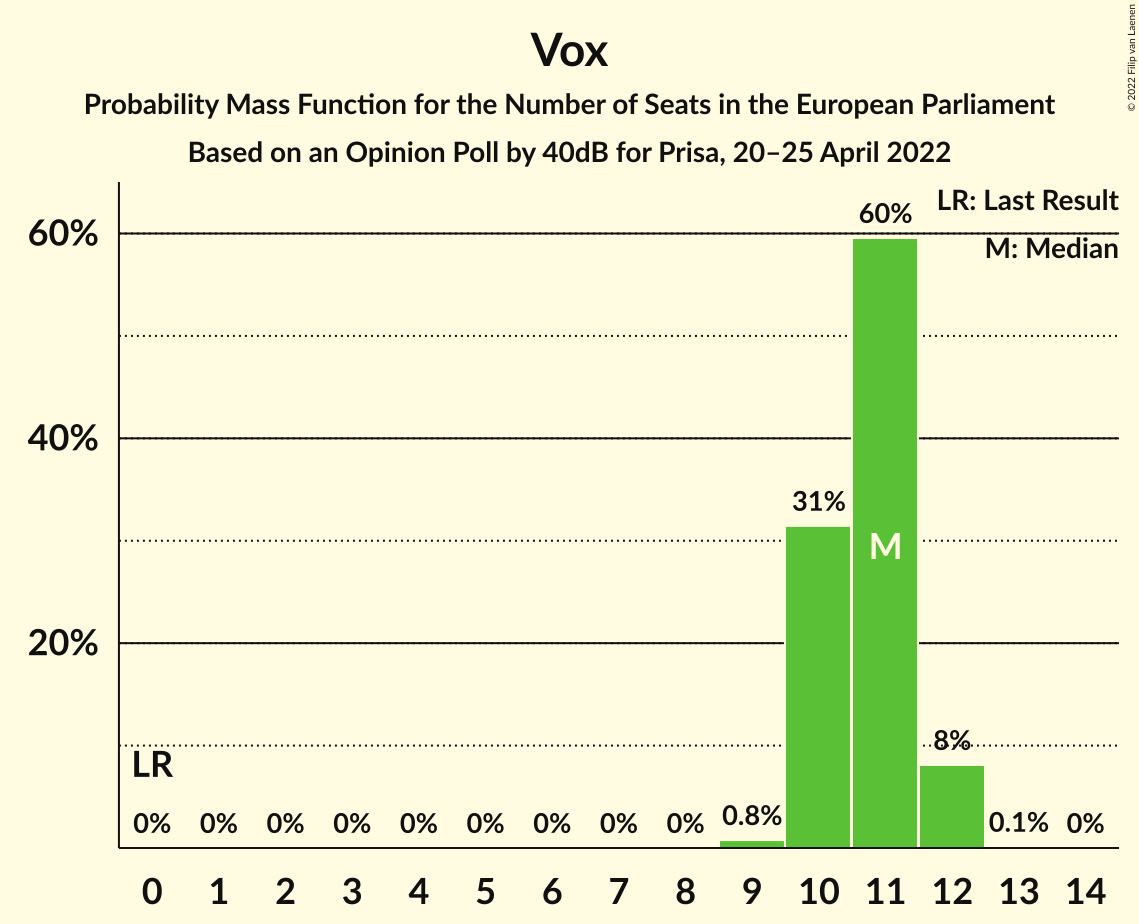 Vox
Probability Mass Function for the Number of Seats in the European Parliament
Based on an Opinion Poll by 40dB for Prisa, 20–25 April 2022
© 2022 Filip van Laenen
LR: Last Result
M: Median
60%
40%
20%
60%
31%
M
8%
LR
0% 0% 0% 0% 0% 0% 0% 0% 0% 0.8% 0.1% 0%
0 1 2 3 4 5 6 7 8 9 10 11 12 13 14